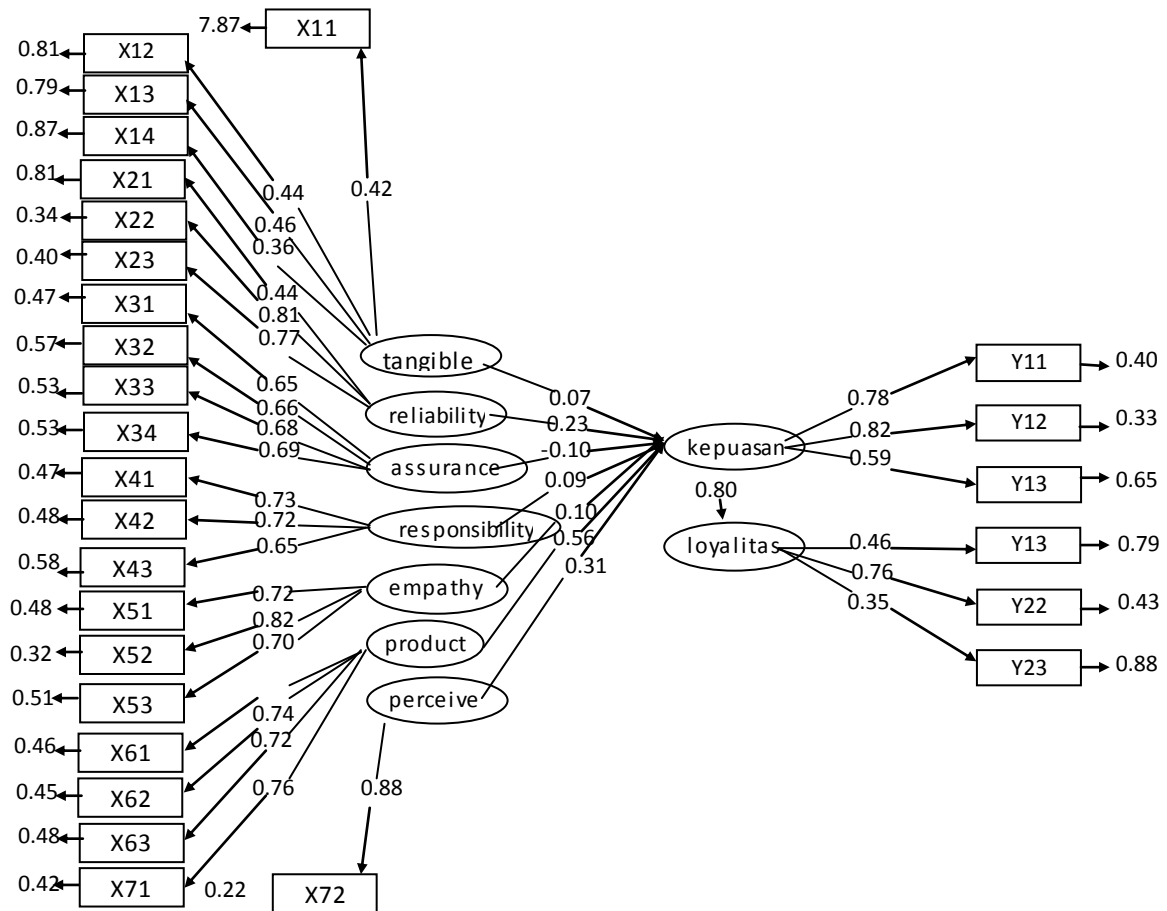 7.87 X11
0.81 X12
0.79 X13
0.87 X14
0.81 X21
0.34 X22
0.40 X23
0.47 X31
0.57 X32
0.53 X33
0.53 X34
0.47 X41
0.48 X42
0.58 X43
0.48 X51
0.32 X52
0.51 X53
0.46 X61
0.45 X62
0.48 X63
0.42 X71
0.22 X72
0.42
0.44
0.46
0.36
0.44
0.81
0.77
0.65
0.66
0.68
0.69
0.73
0.72
0.65
0.72
0.82
0.70
0.74
0.72
0.76
0.88
tangible
reliability
assurance
responsibility
empathy
product
perceive
0.07
0.23
-0.10
0.09
0.10
0.56
0.31
kepuasan
0.80
loyalitas
0.78
0.82
0.59
0.46
0.76
0.35
Y11 0.40
Y12 0.33
Y13 0.65
Y13 0.79
Y22 0.43
Y23 0.88